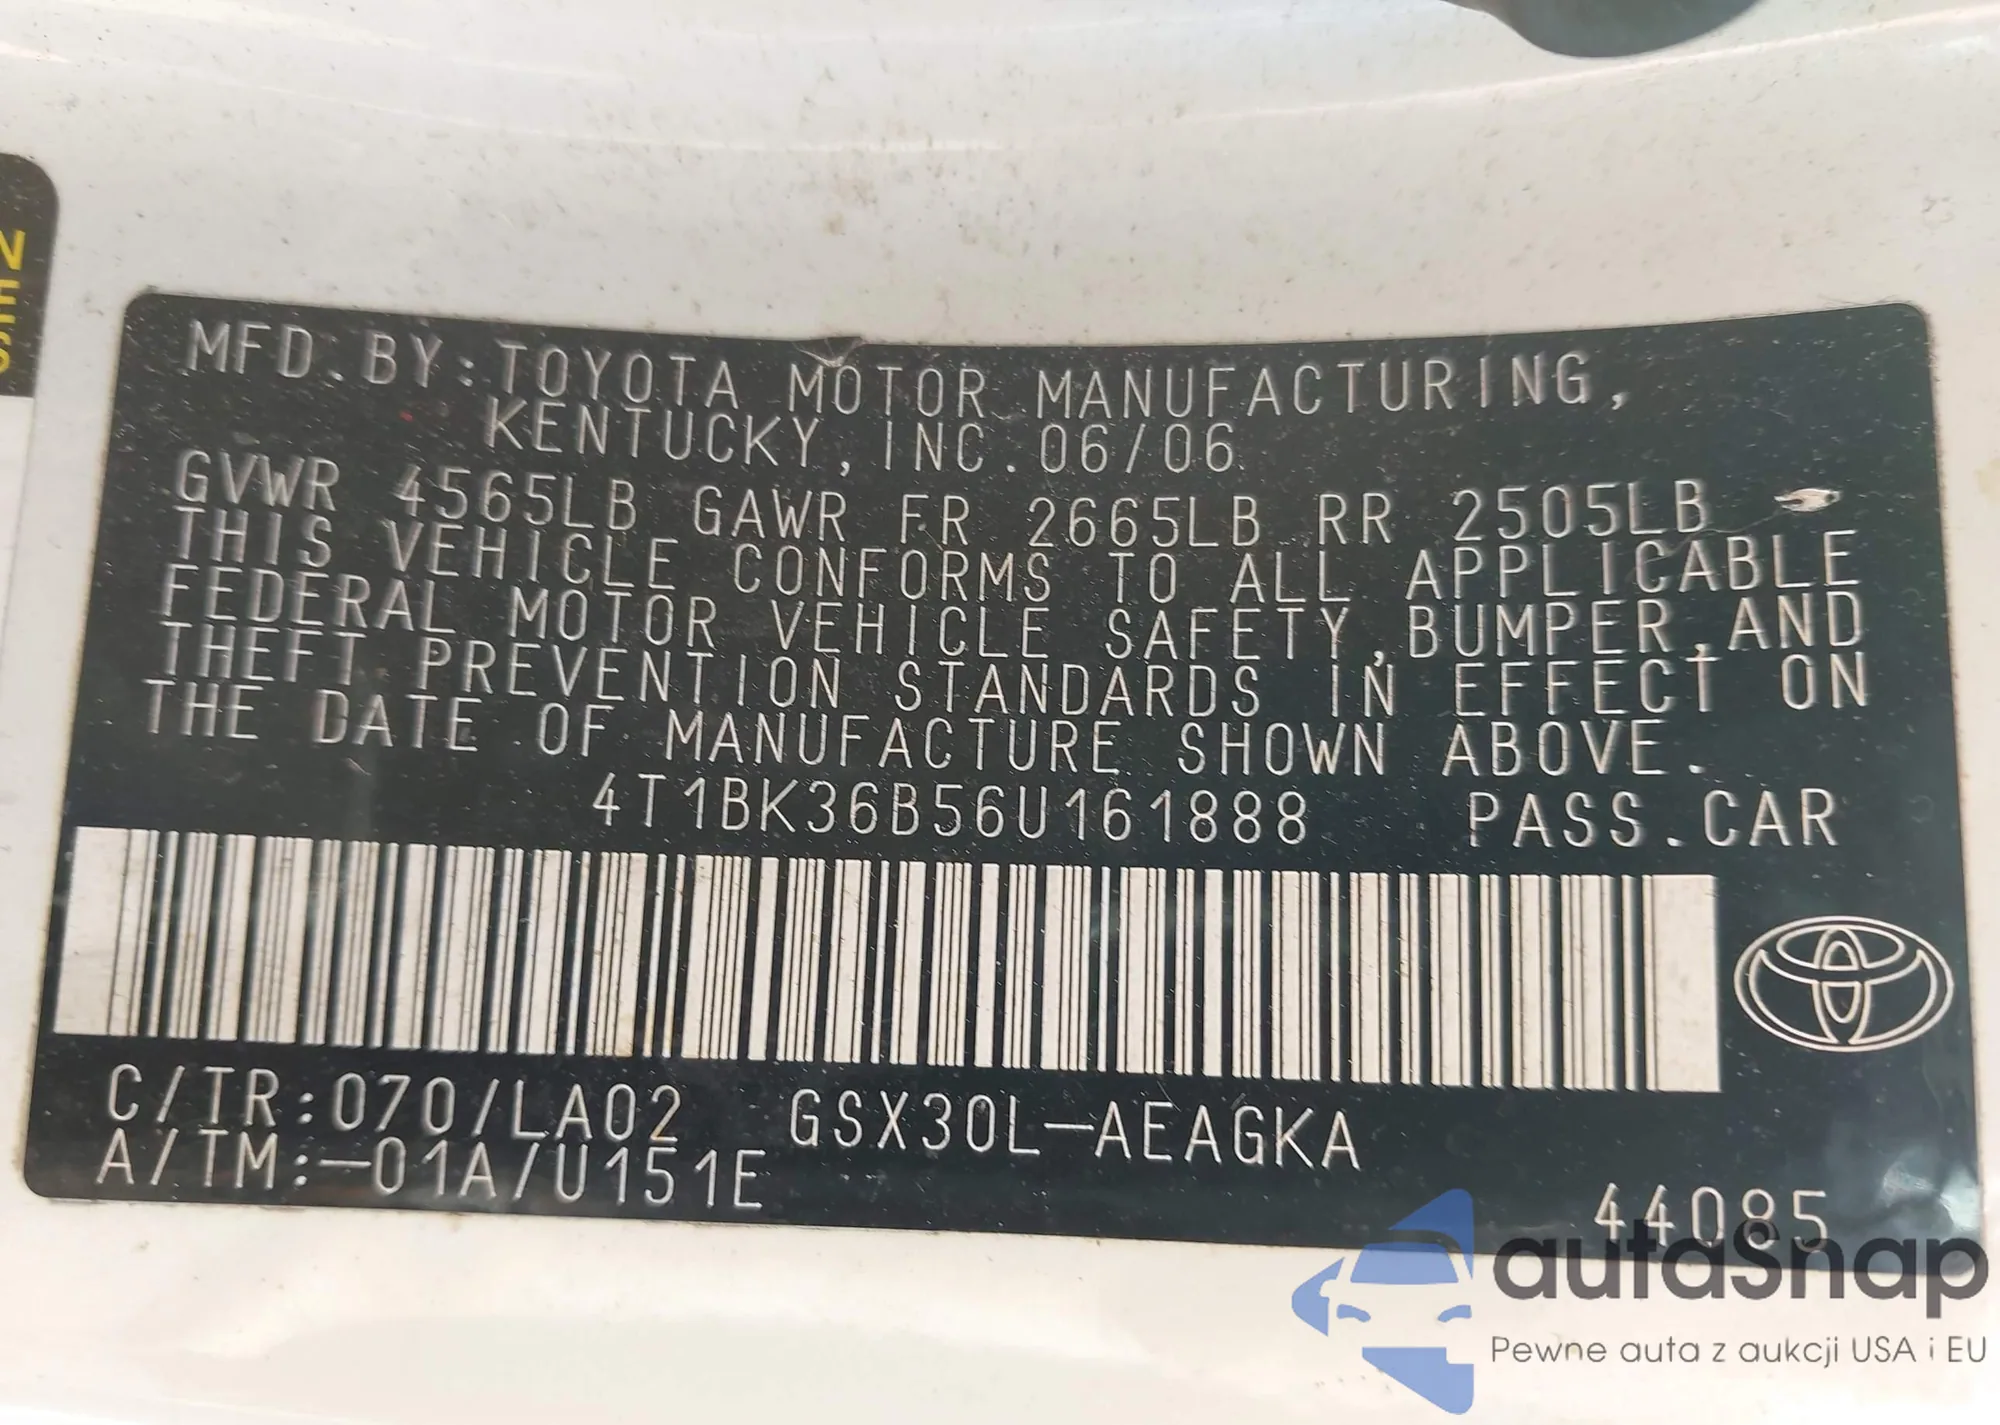 N
E
S
MFD.BY:TOYOTA MOTOR MANUFACTURING,
KENTUCKY, INC. 06/06
GVWR 4565LB GAWR FR 2665LB RR 2505LB
THIS VEHICLE CONFORMS TO ALL APPLICABLE
FEDERAL MOTOR VEHICLE SAFETY,BUMPER,AND
THEFT PREVENTION STANDARDS IN EFFECT ON
THE DATE OF MANUFACTURE SHOWN ABOVE.
4T1BK36B56U161888 PASS.CAR
C/TR:070/LA02 GSX30L-AEAGKA
A/TM:-01A/U151E
44085
autaSnap
Pewne auta z aukcji USA i EU